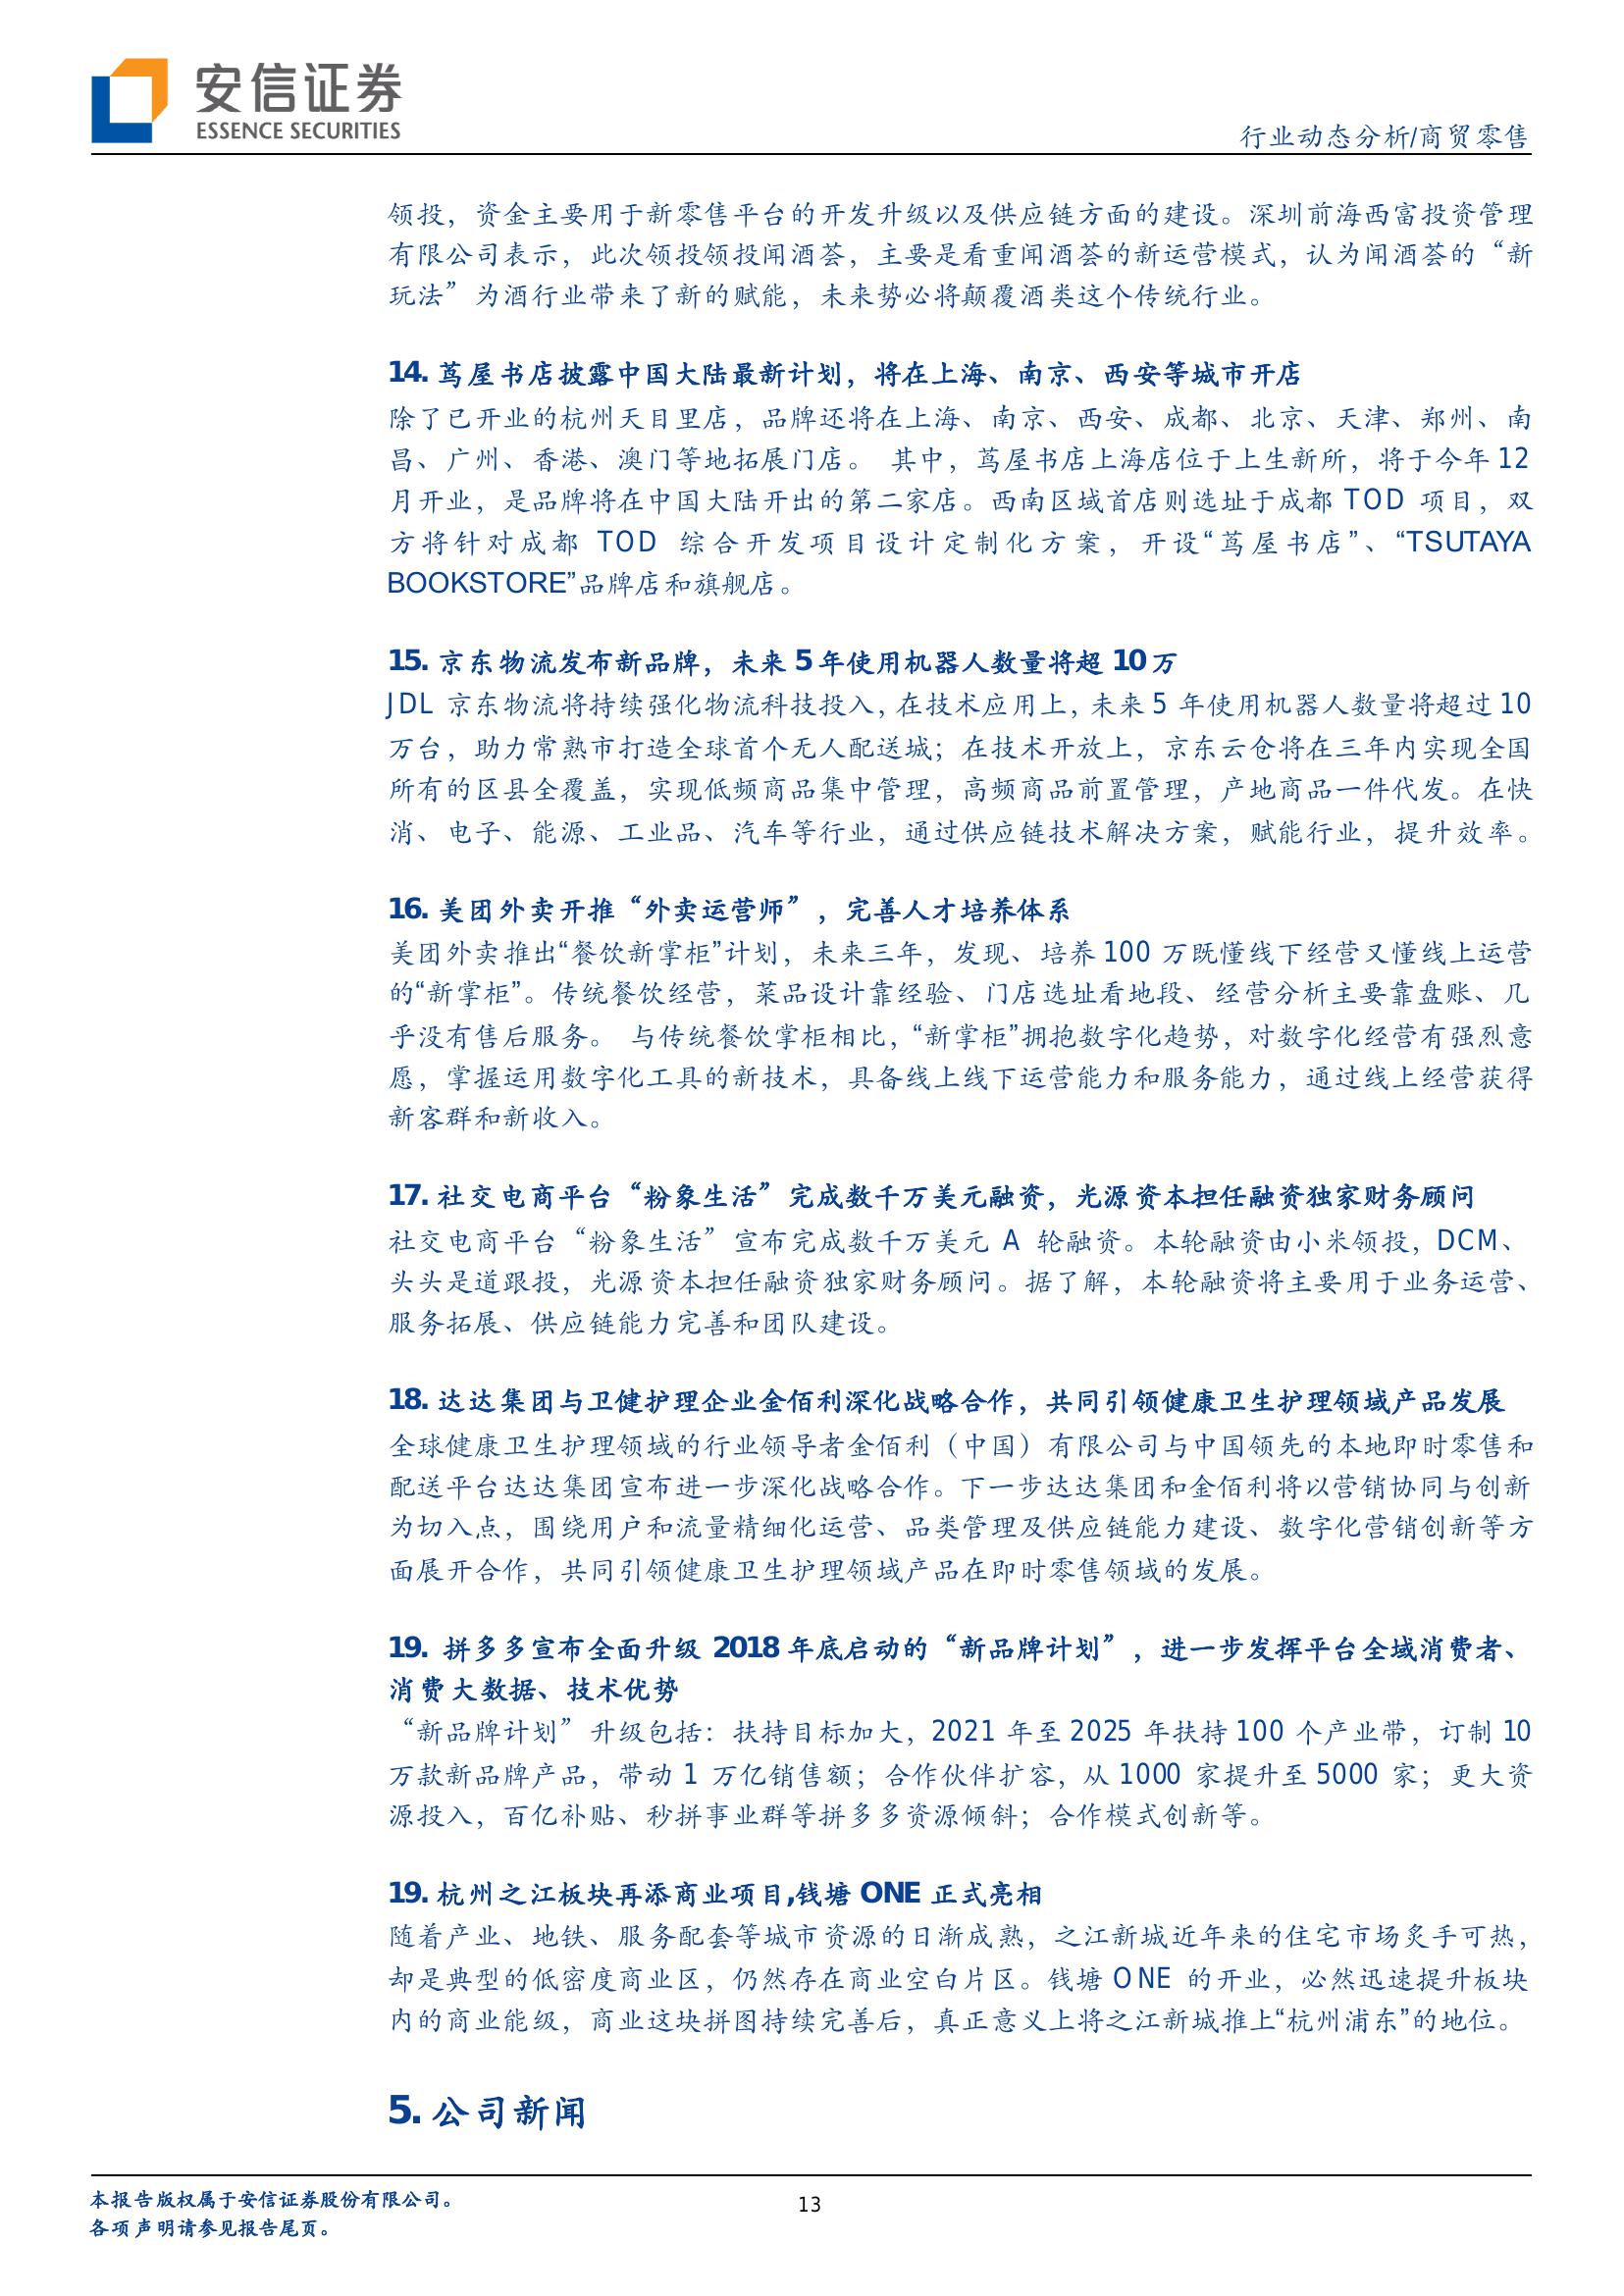 安信证券
ESSENCE SECURITIES
行业动态分析/商贸零售
领投，资金主要用于新零售平台的开发升级以及供应链方面的建设。深圳前海西富投资管理
有限公司表示，此次领投领投闻酒荟，主要是看重闻酒荟的新运营模式，认为闻酒荟的“新
玩法”为酒行业带来了新的赋能，未来势必将颠覆酒类这个传统行业。
14. 茑屋书店披露中国大陆最新计划，将在上海、南京、西安等城市开店
除了已开业的杭州天目里店，品牌还将在上海、南京、西安、成都、北京、天津、郑州、南
昌、广州、香港、澳门等地拓展门店。 其中，茑屋书店上海店位于上生新所，将于今年 12
月开业，是品牌将在中国大陆开出的第二家店。西南区域首店则选址于成都 TOD 项目，双
方将针对成都 TOD 综合开发项目设计定制化方案，开设“茑屋书店”、“TSUTAYA
BOOKSTORE”品牌店和旗舰店。
15. 京东物流发布新品牌，未来 5 年使用机器人数量将超 10 万
JDL 京东物流将持续强化物流科技投入，在技术应用上，未来 5 年使用机器人数量将超过 10
万台，助力常熟市打造全球首个无人配送城；在技术开放上，京东云仓将在三年内实现全国
所有的区县全覆盖，实现低频商品集中管理，高频商品前置管理，产地商品一件代发。在快
消、电子、能源、工业品、汽车等行业，通过供应链技术解决方案，赋能行业，提升效率。
16. 美团外卖开推“外卖运营师”，完善人才培养体系
美团外卖推出“餐饮新掌柜”计划，未来三年，发现、培养 100 万既懂线下经营又懂线上运营
的“新掌柜”。传统餐饮经营，菜品设计靠经验、门店选址看地段、经营分析主要靠盘账、几
乎没有售后服务。 与传统餐饮掌柜相比，“新掌柜”拥抱数字化趋势，对数字化经营有强烈意
愿，掌握运用数字化工具的新技术，具备线上线下运营能力和服务能力，通过线上经营获得
新客群和新收入。
17. 社交电商平台“粉象生活”完成数千万美元融资，光源资本担任融资独家财务顾问
社交电商平台“粉象生活”宣布完成数千万美元 A 轮融资。本轮融资由小米领投，DCM、
头头是道跟投，光源资本担任融资独家财务顾问。据了解，本轮融资将主要用于业务运营、
服务拓展、供应链能力完善和团队建设。
18. 达达集团与卫健护理企业金佰利深化战略合作，共同引领健康卫生护理领域产品发展
全球健康卫生护理领域的行业领导者金佰利（中国）有限公司与中国领先的本地即时零售和
配送平台达达集团宣布进一步深化战略合作。下一步达达集团和金佰利将以营销协同与创新
为切入点，围绕用户和流量精细化运营、品类管理及供应链能力建设、数字化营销创新等方
面展开合作，共同引领健康卫生护理领域产品在即时零售领域的发展。
19. 拼多多宣布全面升级 2018 年底启动的“新品牌计划”，进一步发挥平台全域消费者、
消费大数据、技术优势
“新品牌计划”升级包括：扶持目标加大，2021 年至 2025 年扶持 100 个产业带，订制 10
万款新品牌产品，带动 1 万亿销售额；合作伙伴扩容，从 1000 家提升至 5000 家；更大资
源投入，百亿补贴、秒拼事业群等拼多多资源倾斜；合作模式创新等。
19. 杭州之江板块再添商业项目,钱塘 ONE 正式亮相
随着产业、地铁、服务配套等城市资源的日渐成熟，之江新城近年来的住宅市场炙手可热，
却是典型的低密度商业区，仍然存在商业空白片区。钱塘 ONE 的开业，必然迅速提升板块
内的商业能级，商业这块拼图持续完善后，真正意义上将之江新城推上“杭州浦东”的地位。
5. 公司新闻
本报告版权属于安信证券股份有限公司。
13
各项声明请参见报告尾页。